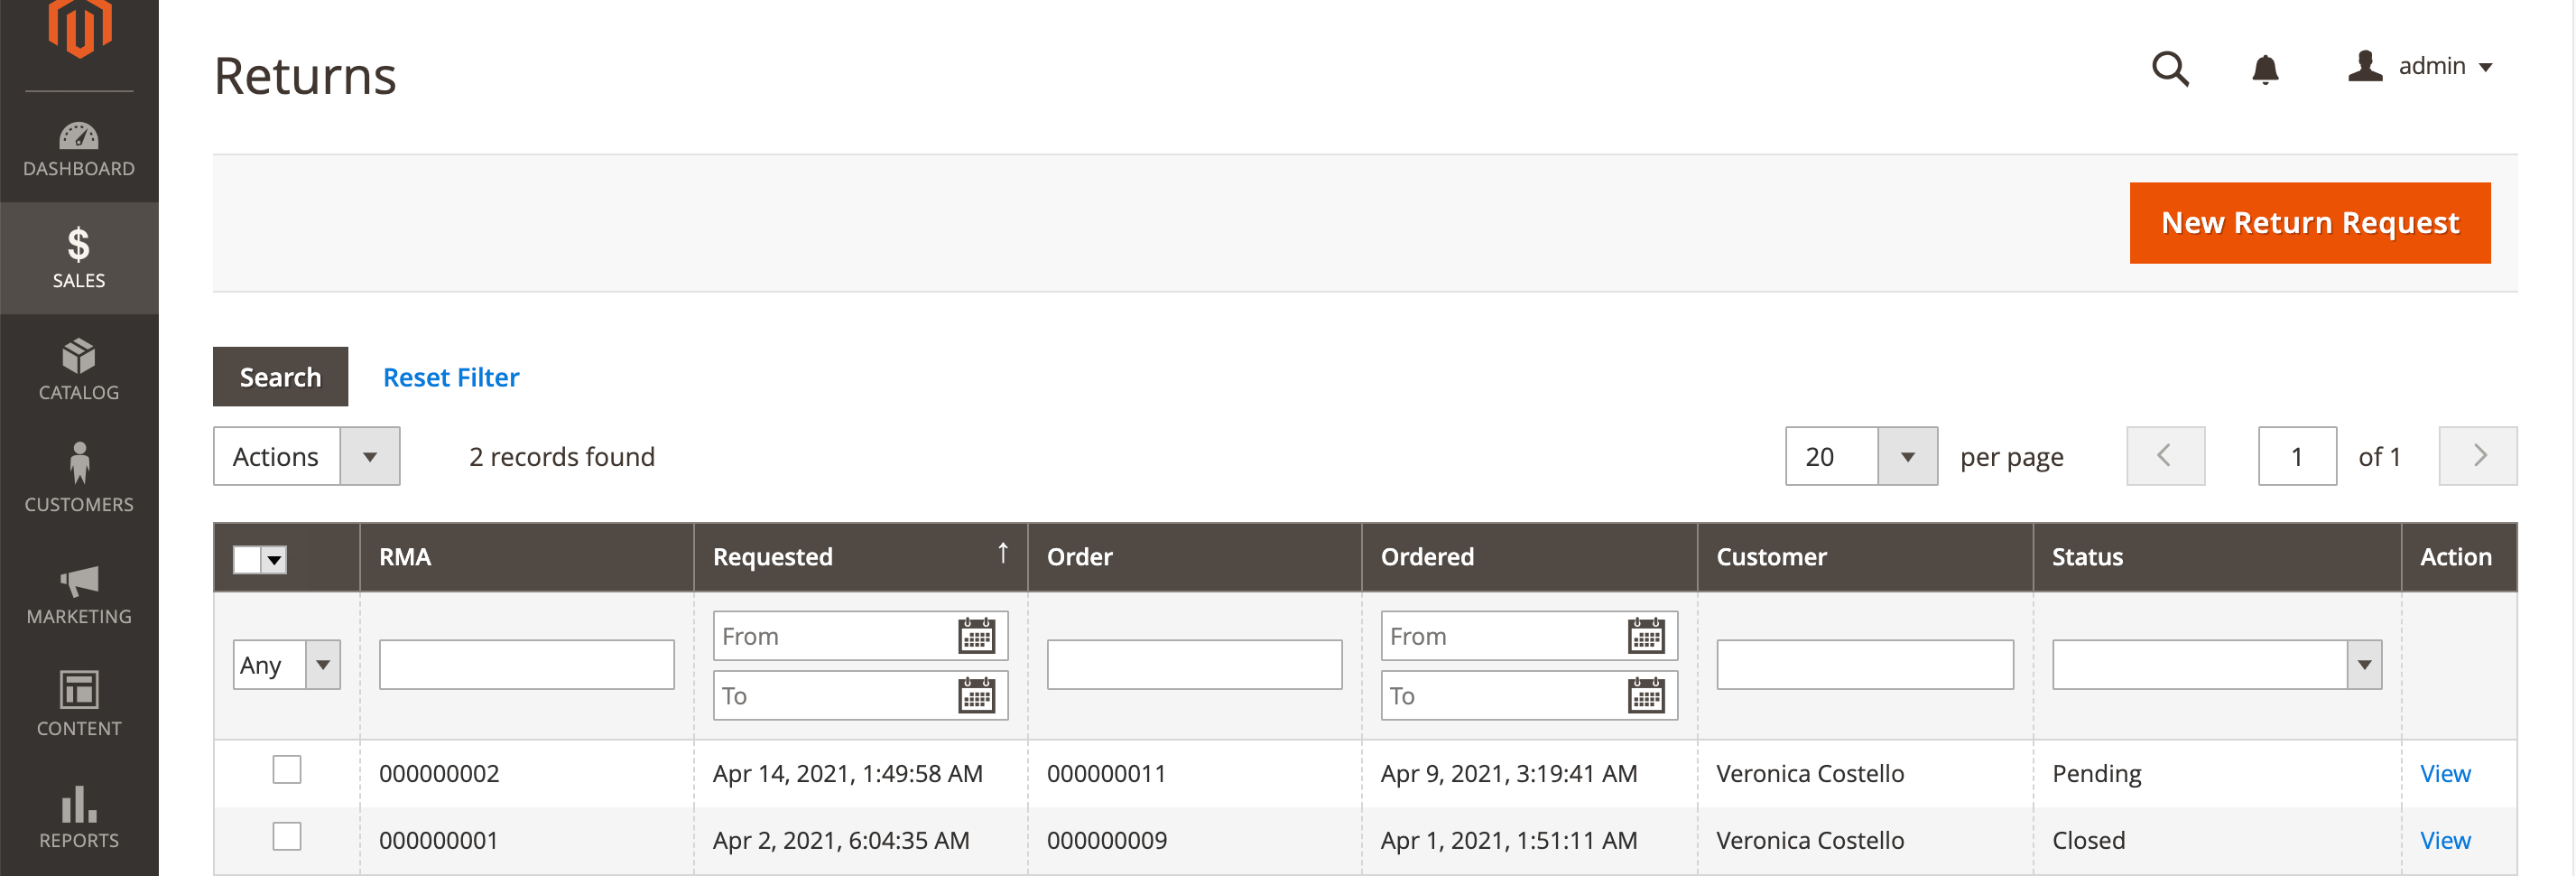 Returns
admin
DASHBOARD
$
SALES
New Return Request
CATALOG
Search Reset Filter
Actions 2 records found 20 per page 1 of 1
CUSTOMERS
RMA Requested ↑ Order Ordered Customer Status Action
MARKETING
Any From To From To
CONTENT
000000002 Apr 14, 2021, 1:49:58 AM 000000011 Apr 9, 2021, 3:19:41 AM Veronica Costello Pending View
000000001 Apr 2, 2021, 6:04:35 AM 000000009 Apr 1, 2021, 1:51:11 AM Veronica Costello Closed View
REPORTS